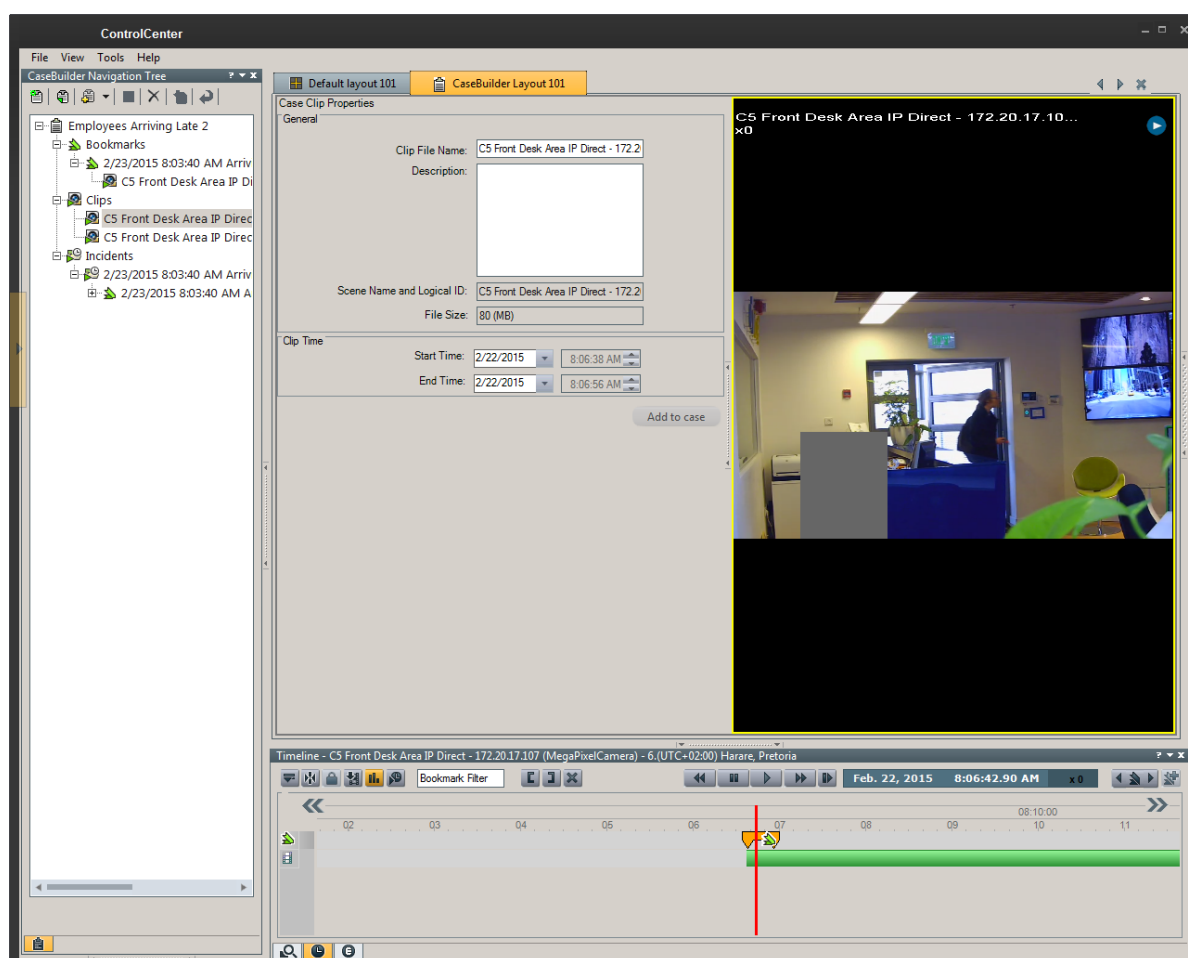 ControlCenter
File View Tools Help
CaseBuilder Navigation Tree
Employees Arriving Late 2
Bookmarks
2/23/2015 8:03:40 AM Arriv
C5 Front Desk Area IP Di
Clips
C5 Front Desk Area IP Direc
C5 Front Desk Area IP Direc
Incidents
2/23/2015 8:03:40 AM Arriv
2/23/2015 8:03:40 AM A
Default layout 101
CaseBuilder Layout 101
Case Clip Properties
General
Clip File Name: C5 Front Desk Area IP Direct - 172.2
Description:
Scene Name and Logical ID: C5 Front Desk Area IP Direct - 172.2
File Size: 80 (MB)
Clip Time
Start Time: 2/22/2015 8:06:38 AM
End Time: 2/22/2015 8:06:56 AM
Add to case
C5 Front Desk Area IP Direct - 172.20.17.10...
x0
Timeline - C5 Front Desk Area IP Direct - 172.20.17.107 (MegaPixelCamera) - 6.(UTC+02:00) Harare, Pretoria
Bookmark Filter
Feb. 22, 2015 8:06:42.90 AM x 0
08:10:00
02 03 04 05 06 07 08 09 10 11